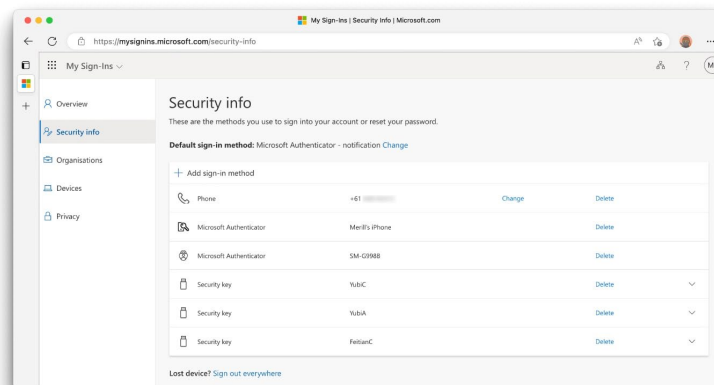 My Sign-Ins | Security Info | Microsoft.com
https://mysignins.microsoft.com/security-info
My Sign-Ins
?
M
Overview
Security info
Organisations
Devices
Privacy
Security info
These are the methods you use to sign into your account or reset your password.
Default sign-in method: Microsoft Authenticator - notification Change
+ Add sign-in method
Phone +61 Change Delete
Microsoft Authenticator Merill's iPhone Delete
Microsoft Authenticator SM-G998B Delete
Security key YubiC Delete
Security key YubiA Delete
Security key FeitianC Delete
Lost device? Sign out everywhere